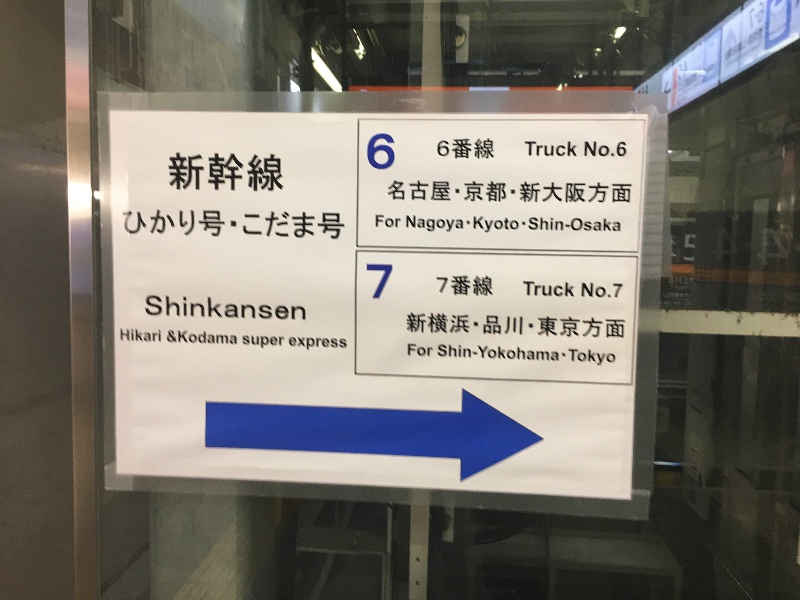 新幹線
ひかり号・こだま号
Shinkansen
Hikari &Kodama super express
6
6番線 Truck No.6
名古屋・京都・新大阪方面
For Nagoya・Kyoto・Shin-Osaka
7
7番線 Truck No.7
新横浜・品川・東京方面
For Shin-Yokohama・Tokyo